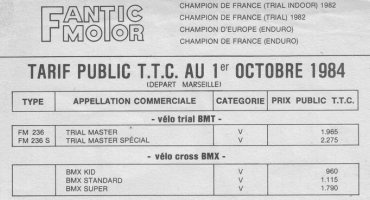 FANTIC
MOTOR
CHAMPION DE FRANCE (TRIAL INDOOR) 1982
CHAMPION DE FRANCE (TRIAL) 1982
CHAMPION D'EUROPE (ENDURO)
CHAMPION DE FRANCE (ENDURO)
TARIF PUBLIC T.T.C. AU 1er OCTOBRE 1984
(DEPART MARSEILLE)
TYPE APPELLATION COMMERCIALE CATEGORIE PRIX PUBLIC T.T.C.
- vélo trial BMT -
FM 236 TRIAL MASTER V 1.965
FM 236 S TRIAL MASTER SPÉCIAL V 2.275
- vélo cross BMX -
BMX KID V 960
BMX STANDARD V 1.115
BMX SUPER V 1.790